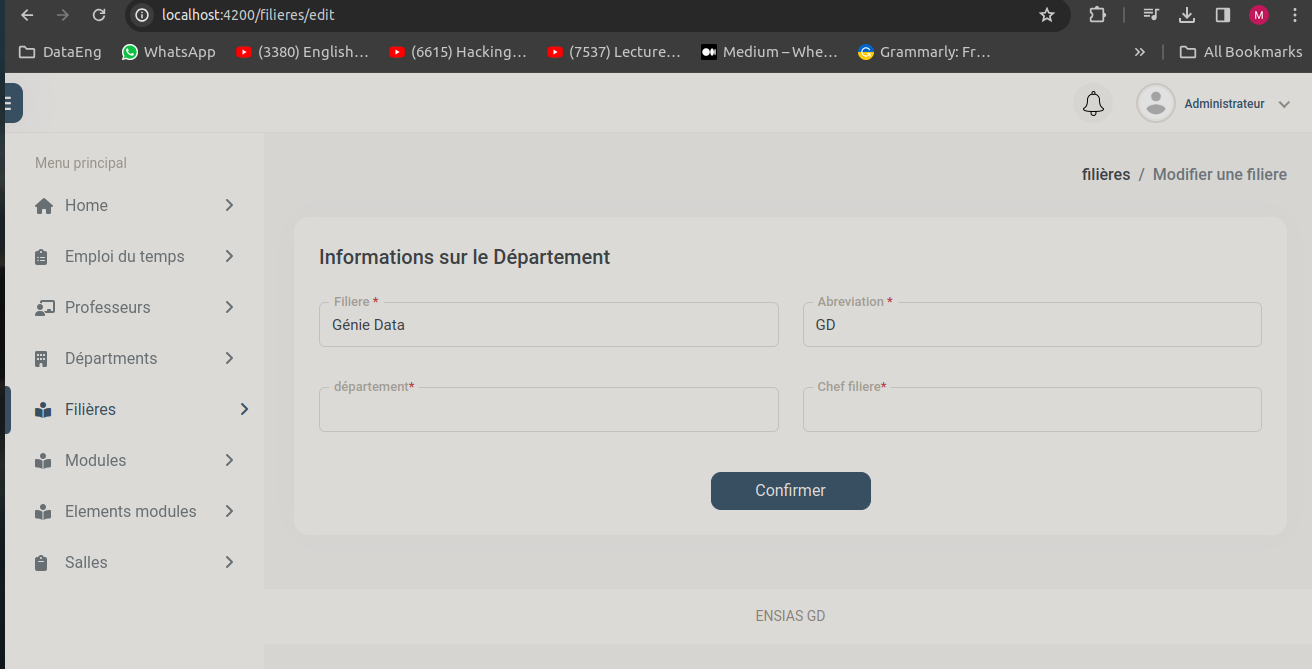 localhost:4200/filieres/edit
M
DataEng WhatsApp (3380) English… (6615) Hacking… (7537) Lecture… Medium – Whe… Grammarly: Fr… » All Bookmarks
Administrateur
Menu principal
filières / Modifier une filiere
Home
Emploi du temps
Professeurs
Départments
Filières
Modules
Elements modules
Salles
Informations sur le Département
Filiere * Abreviation *
Génie Data GD
département* Chef filiere*
Confirmer
ENSIAS GD